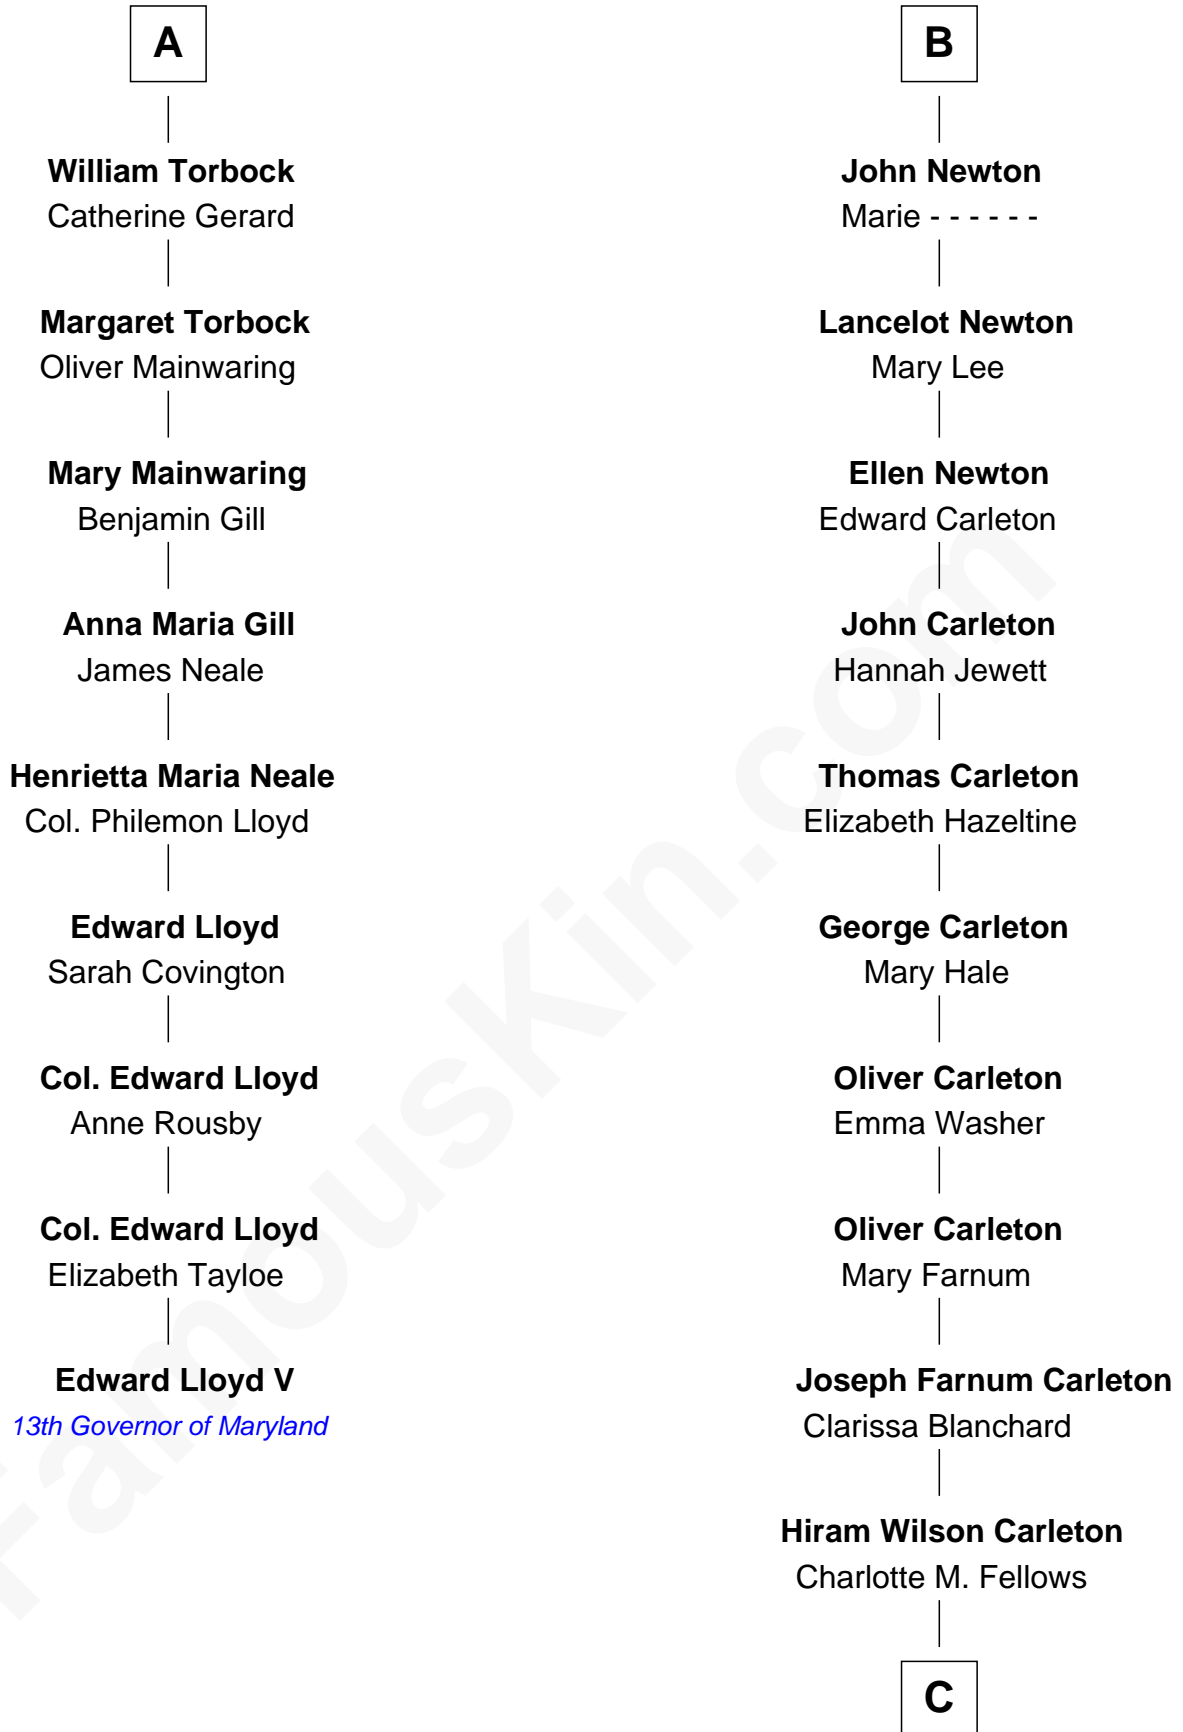 A
William Torbock
Catherine Gerard
Margaret Torbock
Oliver Mainwaring
Mary Mainwaring
Benjamin Gill
Anna Maria Gill
James Neale
Henrietta Maria Neale
Col. Philemon Lloyd
Edward Lloyd
Sarah Covington
Col. Edward Lloyd
Anne Rousby
Col. Edward Lloyd
Elizabeth Tayloe
Edward Lloyd V
13th Governor of Maryland
B
John Newton
Marie - - - - - -
Lancelot Newton
Mary Lee
Ellen Newton
Edward Carleton
John Carleton
Hannah Jewett
Thomas Carleton
Elizabeth Hazeltine
George Carleton
Mary Hale
Oliver Carleton
Emma Washer
Oliver Carleton
Mary Farnum
Joseph Farnum Carleton
Clarissa Blanchard
Hiram Wilson Carleton
Charlotte M. Fellows
C
FamousKin.com